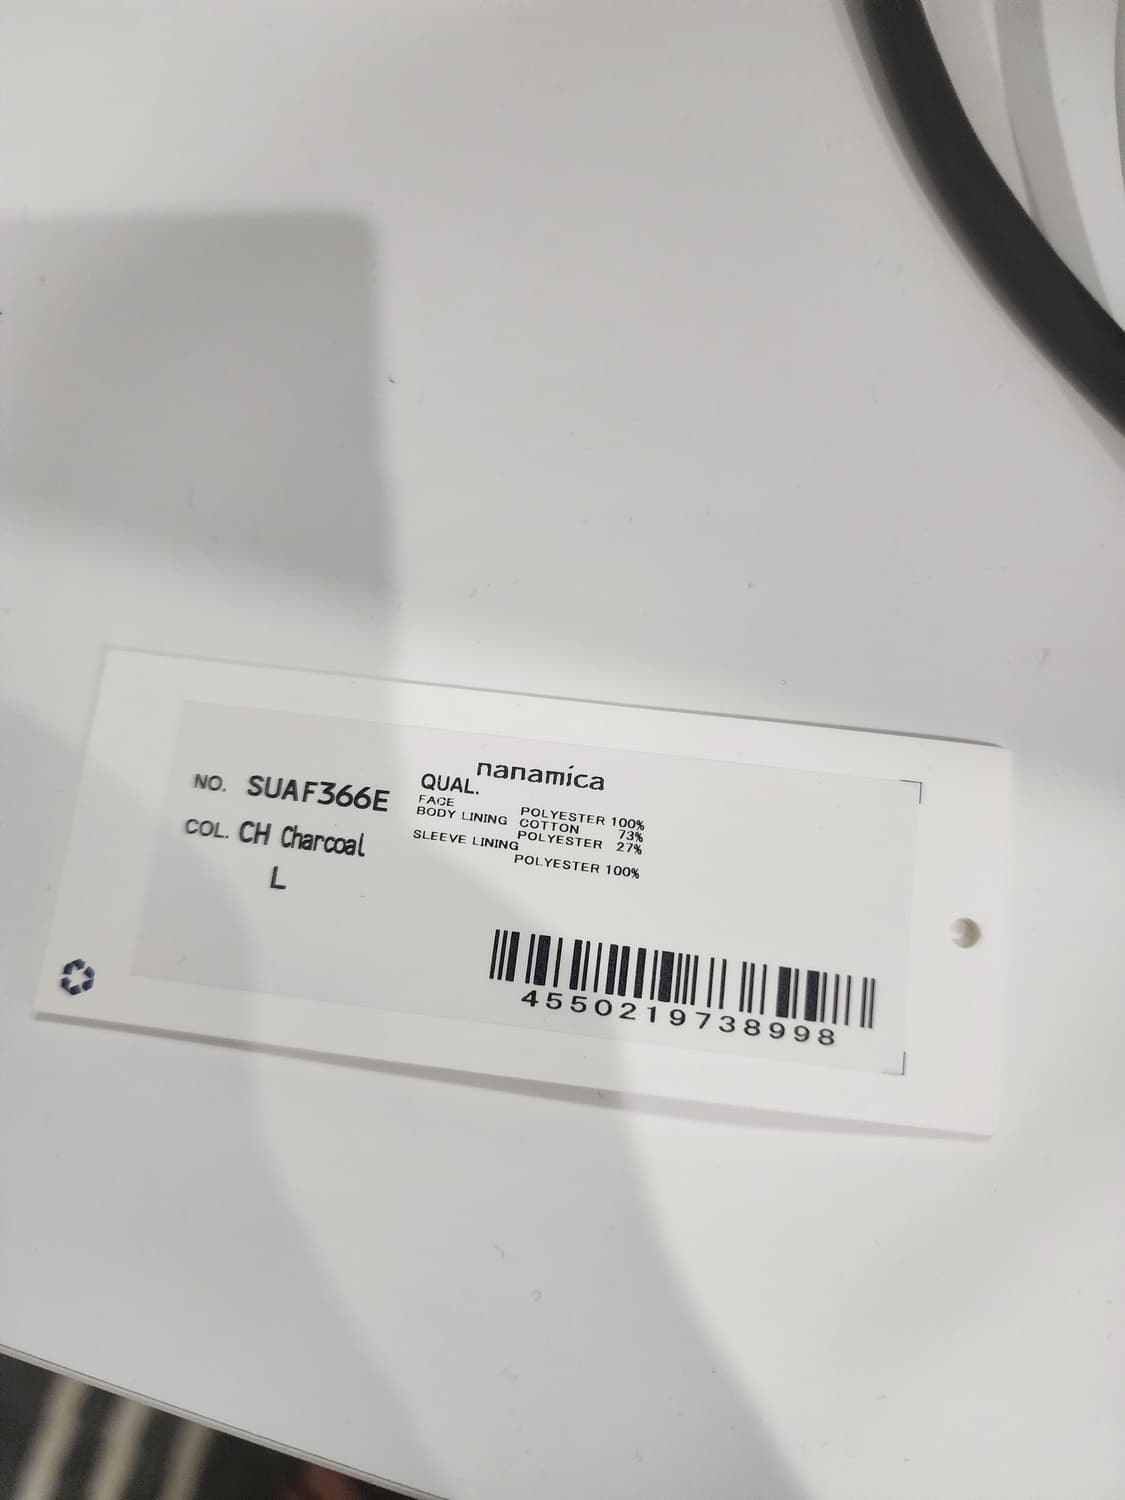 NO. SUAF366E
COL. CH Charcoal
L
nanamica
QUAL.
FACE POLYESTER 100%
BODY LINING COTTON 73%
POLYESTER 27%
SLEEVE LINING
POLYESTER 100%
4550219738998